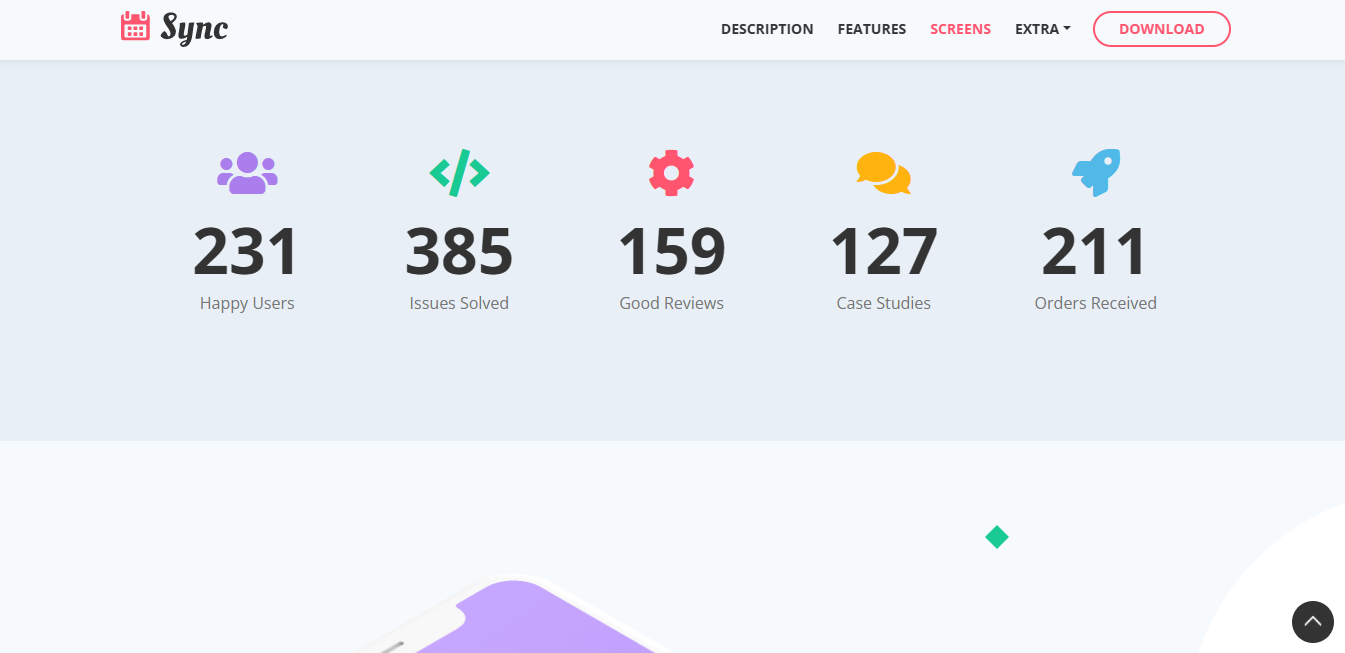 Sync
DESCRIPTION FEATURES SCREENS EXTRA DOWNLOAD
231 385 159 127 211
Happy Users Issues Solved Good Reviews Case Studies Orders Received